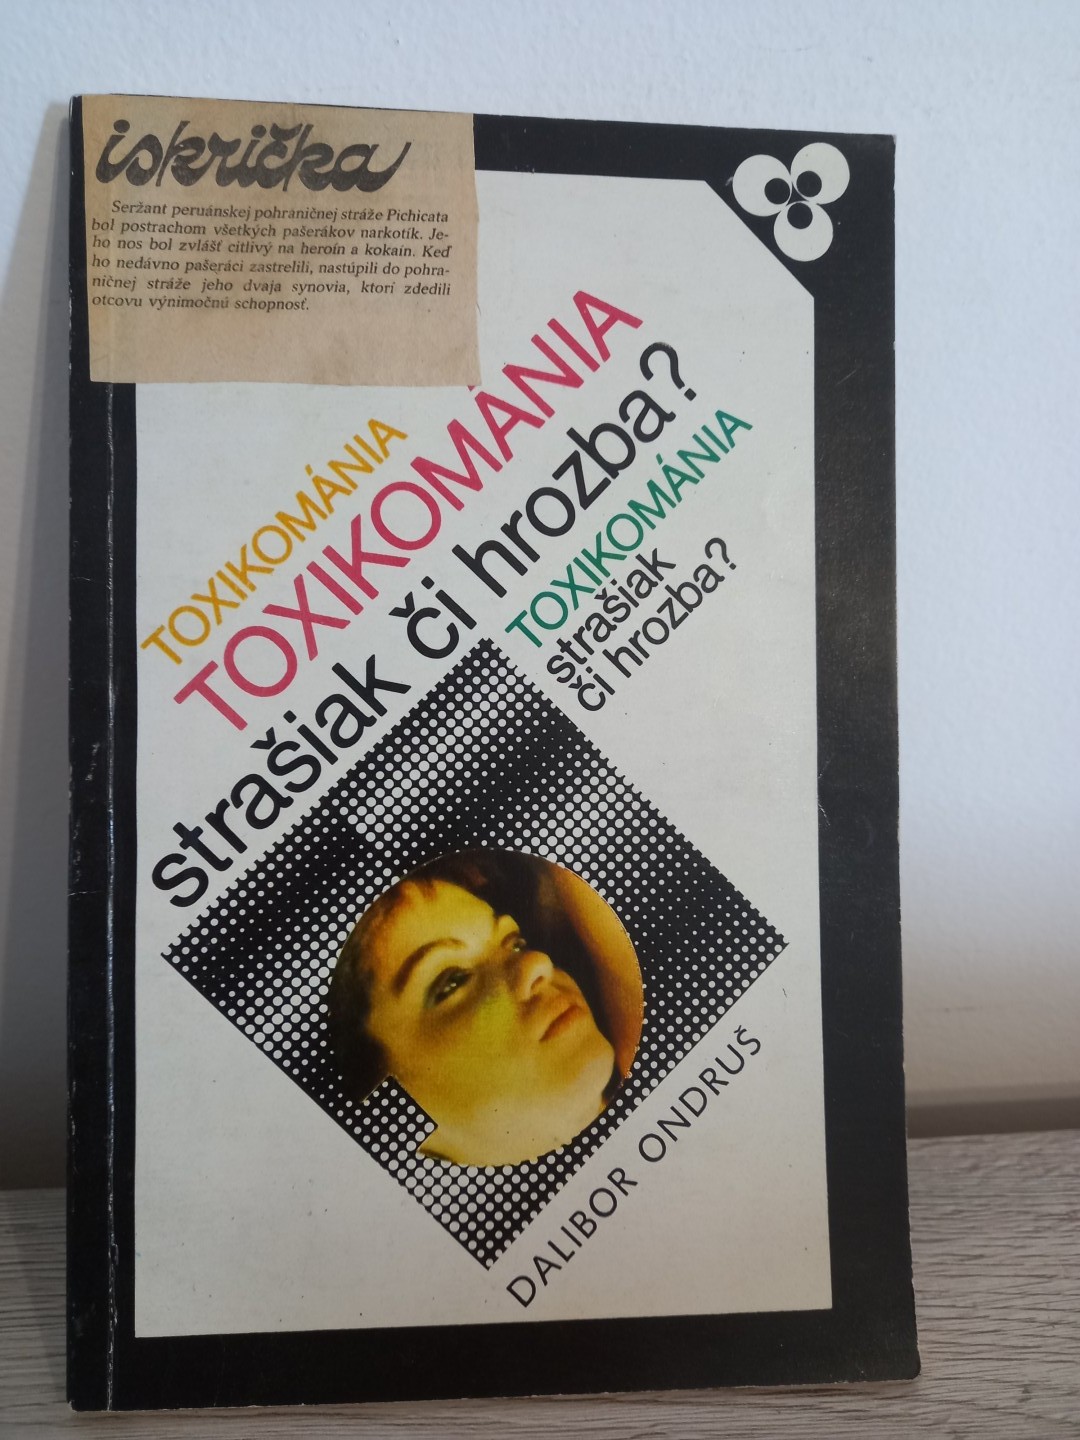 iskrička
Seržant peruánskej pohraničnej stráže Pichicata
bol postrachom všetkých pašerákov narkotík. Je-
ho nos bol zvlášť citlivý na heroín a kokaín. Keď
ho nedávno pašeráci zastrelili, nastúpili do pohra-
ničnej stráže jeho dvaja synovia, ktorí zdedili
otcovu výnimočnú schopnosť.
TOXIKOMÁNIA
TOXIKOMÁNIA
strašiak či hrozba?
TOXIKOMÁNIA
strašiak
či hrozba?
DALIBOR ONDRUŠ